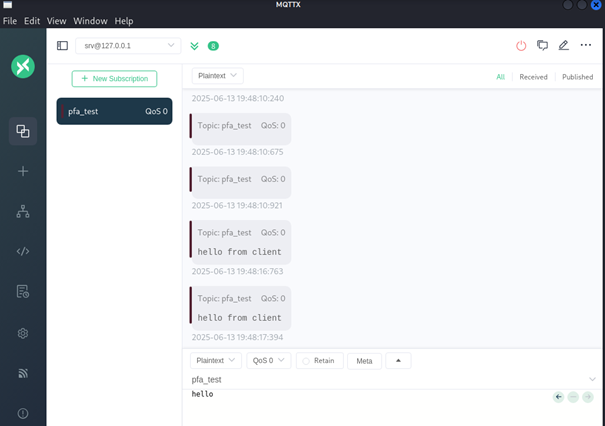 MQTTX
File Edit View Window Help
srv@127.0.0.1
8
+ New Subscription
Plaintext
All
Received
Published
pfa_test QoS 0
2025-06-13 19:48:10:240
Topic: pfa_test QoS: 0
2025-06-13 19:48:10:675
Topic: pfa_test QoS: 0
2025-06-13 19:48:10:921
Topic: pfa_test QoS: 0
hello from client
2025-06-13 19:48:16:763
Topic: pfa_test QoS: 0
hello from client
2025-06-13 19:48:17:394
Plaintext QoS 0 Retain Meta
pfa_test
hello